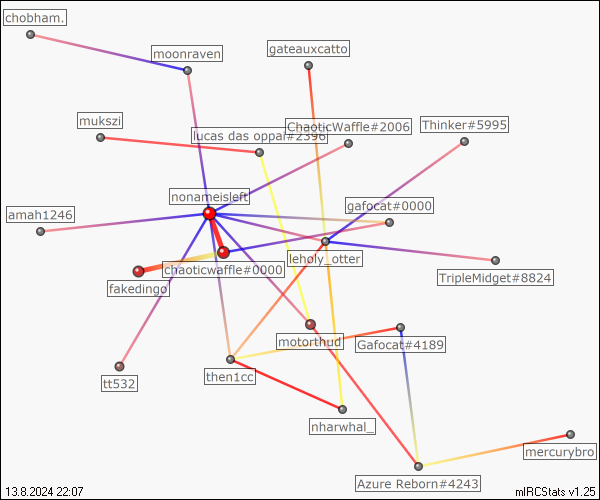 chobham.
moonraven
gateauxcatto
mukszi
lucas das oppai#2396
ChaoticWaffle#2006
Thinker#5995
nonameisleft
amah1246
gafocat#0000
leholy_otter
chaoticwaffle#0000
TripleMidget#8824
fakedingo
motorthud
Gafocat#4189
tt532
then1cc
nharwhal_
mercurybro
Azure Reborn#4243
13.8.2024 22:07
mIRCStats v1.25